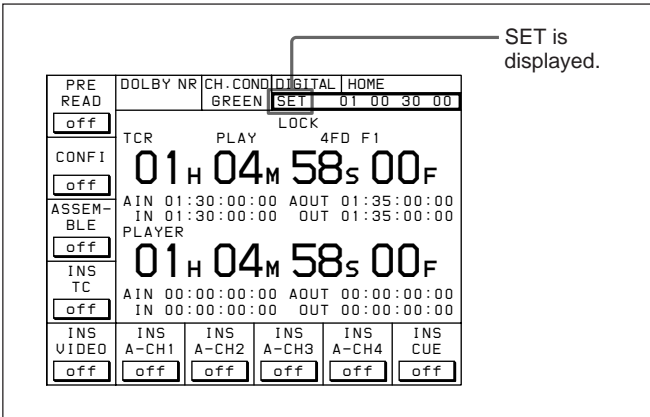 SET is
displayed.
PRE
READ
off
DOLBY NR
CH.COND
GREEN
DIGITAL
HOME
SET 01 00 30 00
LOCK
TCR PLAY 4FD F1
01H 04M 58S 00F
AIN 01:30:00:00 AOUT 01:35:00:00
IN 01:30:00:00 OUT 01:35:00:00
PLAYER
01H 04M 58S 00F
AIN 00:00:00:00 AOUT 00:00:00:00
IN 00:00:00:00 OUT 00:00:00:00
CONFI
off
ASSEM-
BLE
off
INS
TC
off
INS
VIDEO
off
INS
A-CH1
off
INS
A-CH2
off
INS
A-CH3
off
INS
A-CH4
off
INS
CUE
off